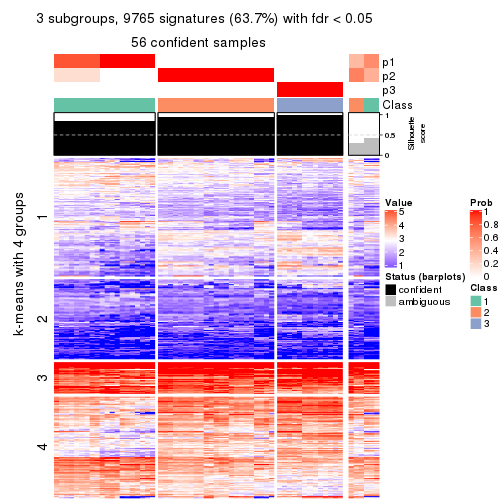 3 subgroups, 9765 signatures (63.7%) with fdr < 0.05
56 confident samples
p1
p2
p3
Class
1
0.5
0
Silhouette
score
k-means with 4 groups
1
2
3
4
Value
5
4
3
2
1
Status (barplots)
confident
ambiguous
Prob
1
0.8
0.6
0.4
0.2
0
Class
1
2
3